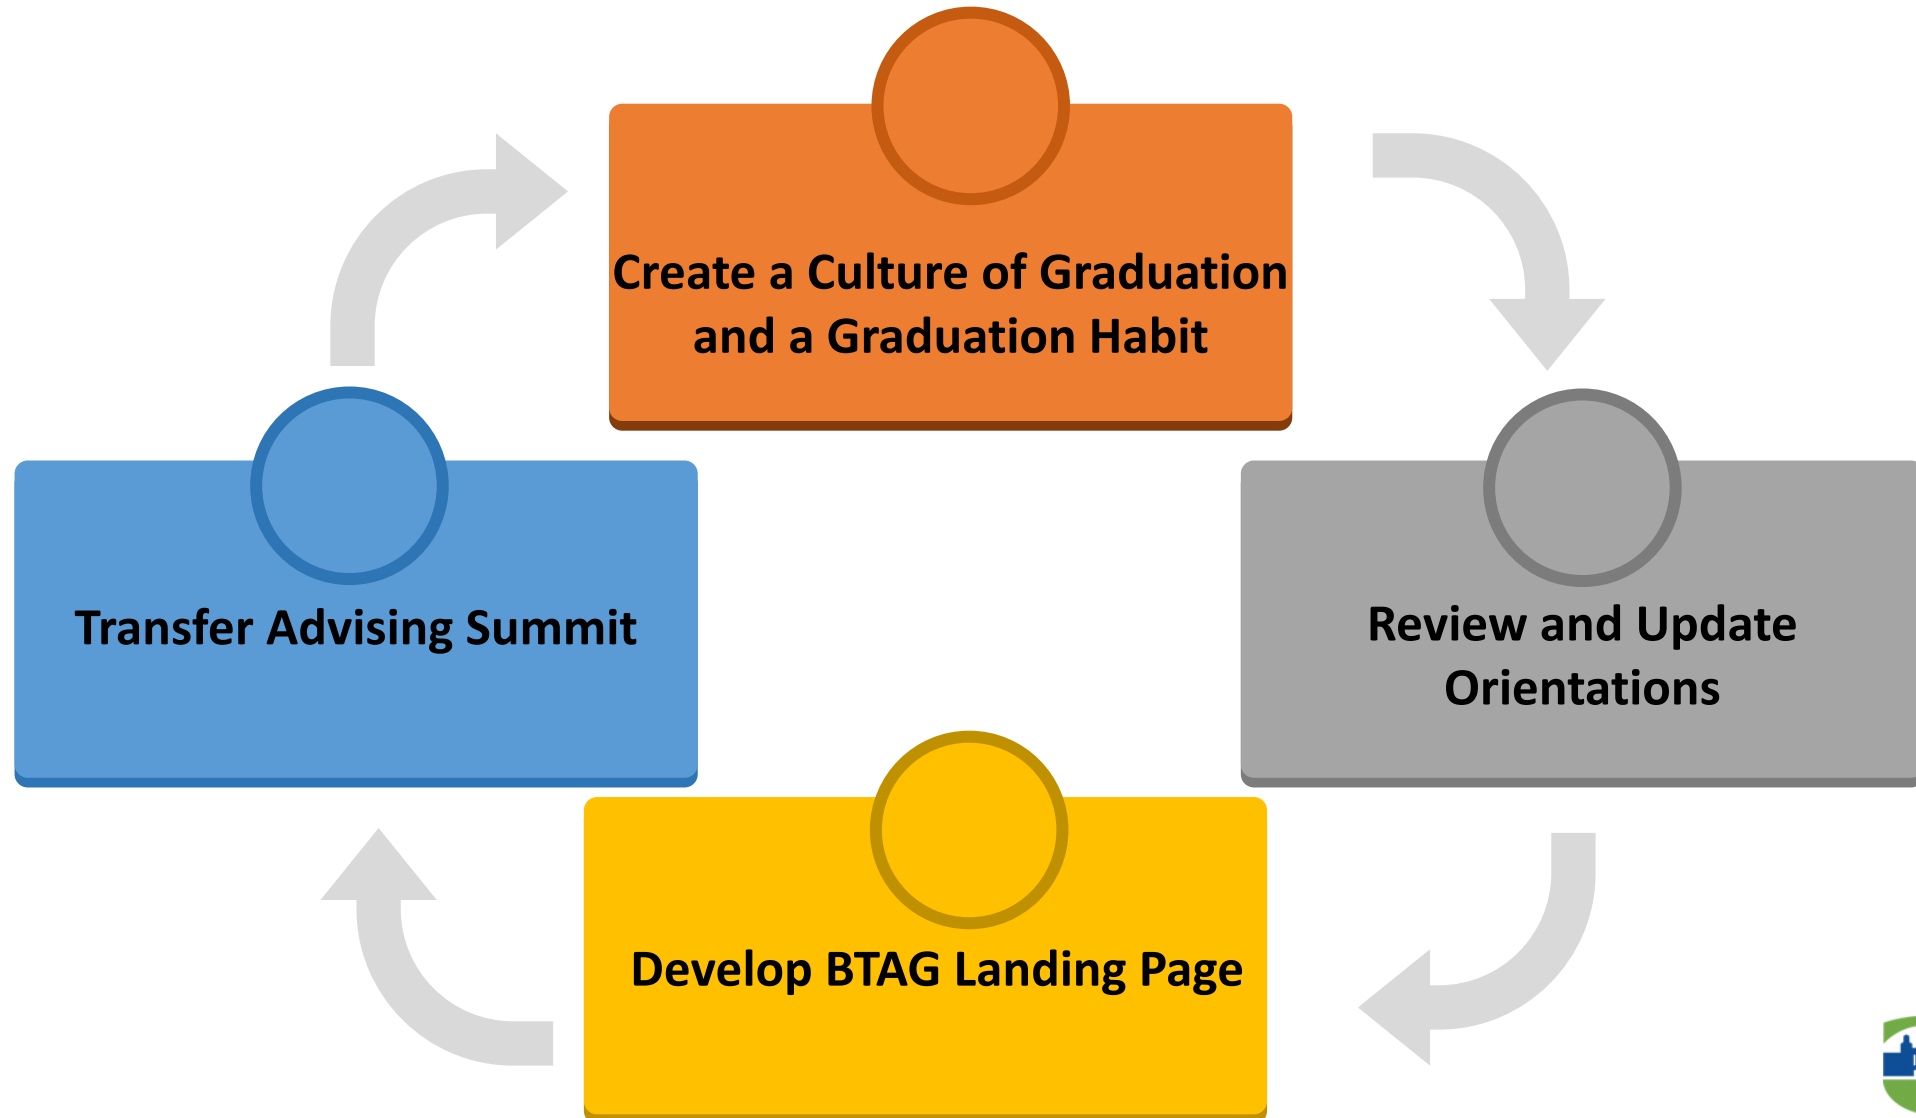 Create a Culture of Graduation
and a Graduation Habit
Transfer Advising Summit
Review and Update
Orientations
Develop BTAG Landing Page